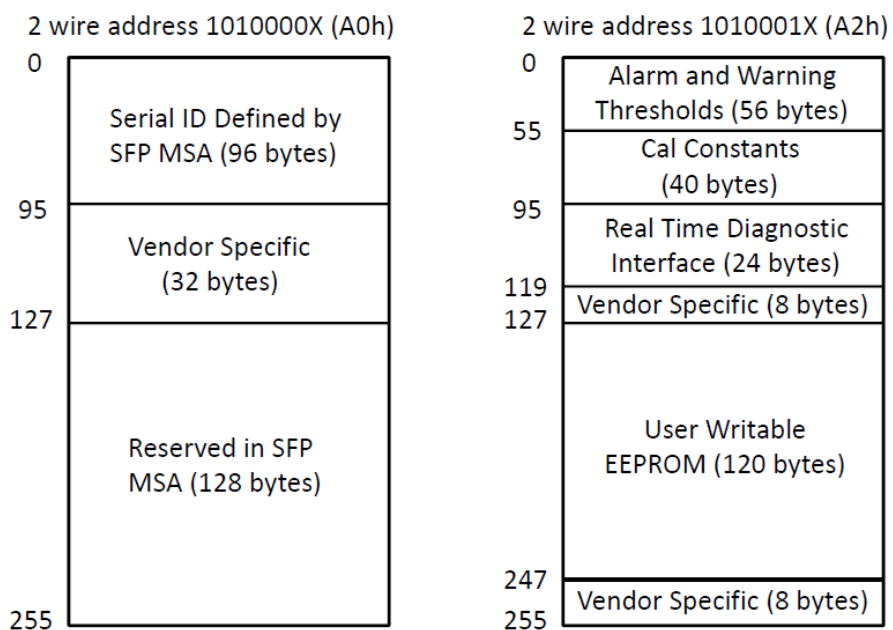 2 wire address 1010000X (A0h)
0
Serial ID Defined by
SFP MSA (96 bytes)
95
Vendor Specific
(32 bytes)
127
Reserved in SFP
MSA (128 bytes)
255
2 wire address 1010001X (A2h)
0
Alarm and Warning
Thresholds (56 bytes)
55
Cal Constants
(40 bytes)
95
Real Time Diagnostic
Interface (24 bytes)
119
Vendor Specific (8 bytes)
127
User Writable
EEPROM (120 bytes)
247
Vendor Specific (8 bytes)
255